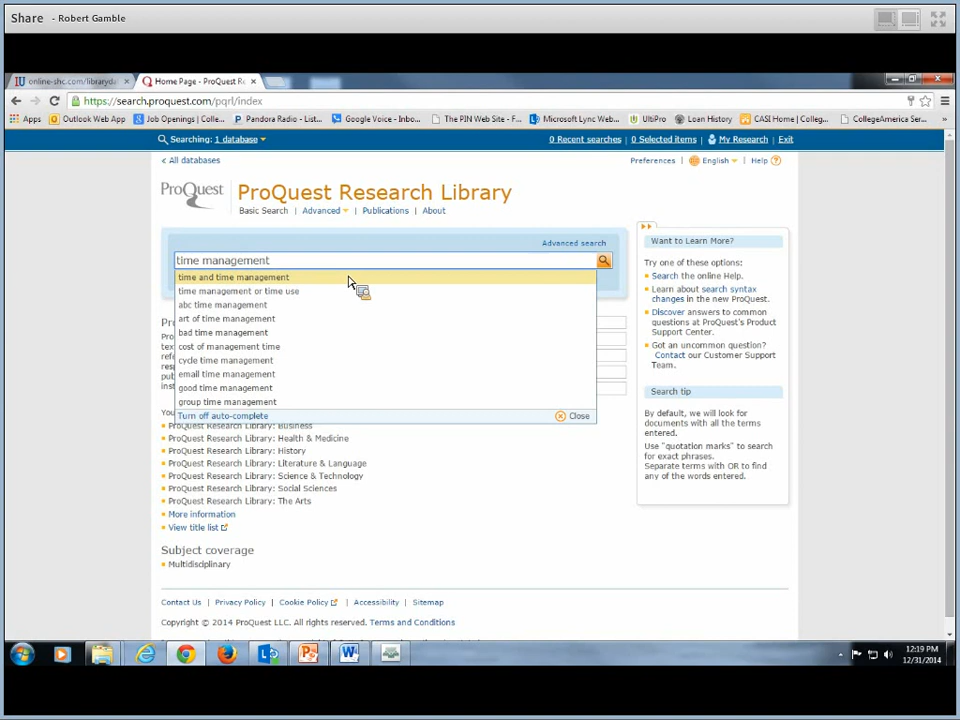 Share - Robert Gamble
online-shc.com/libraryda
Home Page - ProQuest Re
https://search.proquest.com/pqrl/index
Apps Outlook Web App Job Openings | Colle... Pandora Radio - List... Google Voice - Inbo... The PIN Web Site - F... Microsoft Lync Web... UltiPro Loan History CASI Home | Colleg... CollegeAmerica Serv...
Searching: 1 database
0 Recent searches 0 Selected items My Research Exit
< All databases
Preferences English Help
ProQuest
ProQuest Research Library
Basic Search Advanced Publications About
Advanced search
time management
time and time management
time management or time use
abc time management
art of time management
bad time management
cost of management time
cycle time management
email time management
good time management
group time management
Turn off auto-complete
Close
ProQuest Research Library: Business
ProQuest Research Library: Health & Medicine
ProQuest Research Library: History
ProQuest Research Library: Literature & Language
ProQuest Research Library: Science & Technology
ProQuest Research Library: Social Sciences
ProQuest Research Library: The Arts
More information
View title list
Subject coverage
Multidisciplinary
Want to Learn More?
Try one of these options:
Search the online Help.
Learn about search syntax
changes in the new ProQuest.
Discover answers to common
questions at ProQuest's Product
Support Center.
Got an uncommon question?
Contact our Customer Support
Team.
Search tip
By default, we will look for
documents with all the terms
entered.
Use "quotation marks" to search
for exact phrases.
Separate terms with OR to find
any of the words entered.
Contact Us Privacy Policy Cookie Policy Accessibility Sitemap
Copyright © 2014 ProQuest LLC. All rights reserved. Terms and Conditions
12:19 PM
12/31/2014